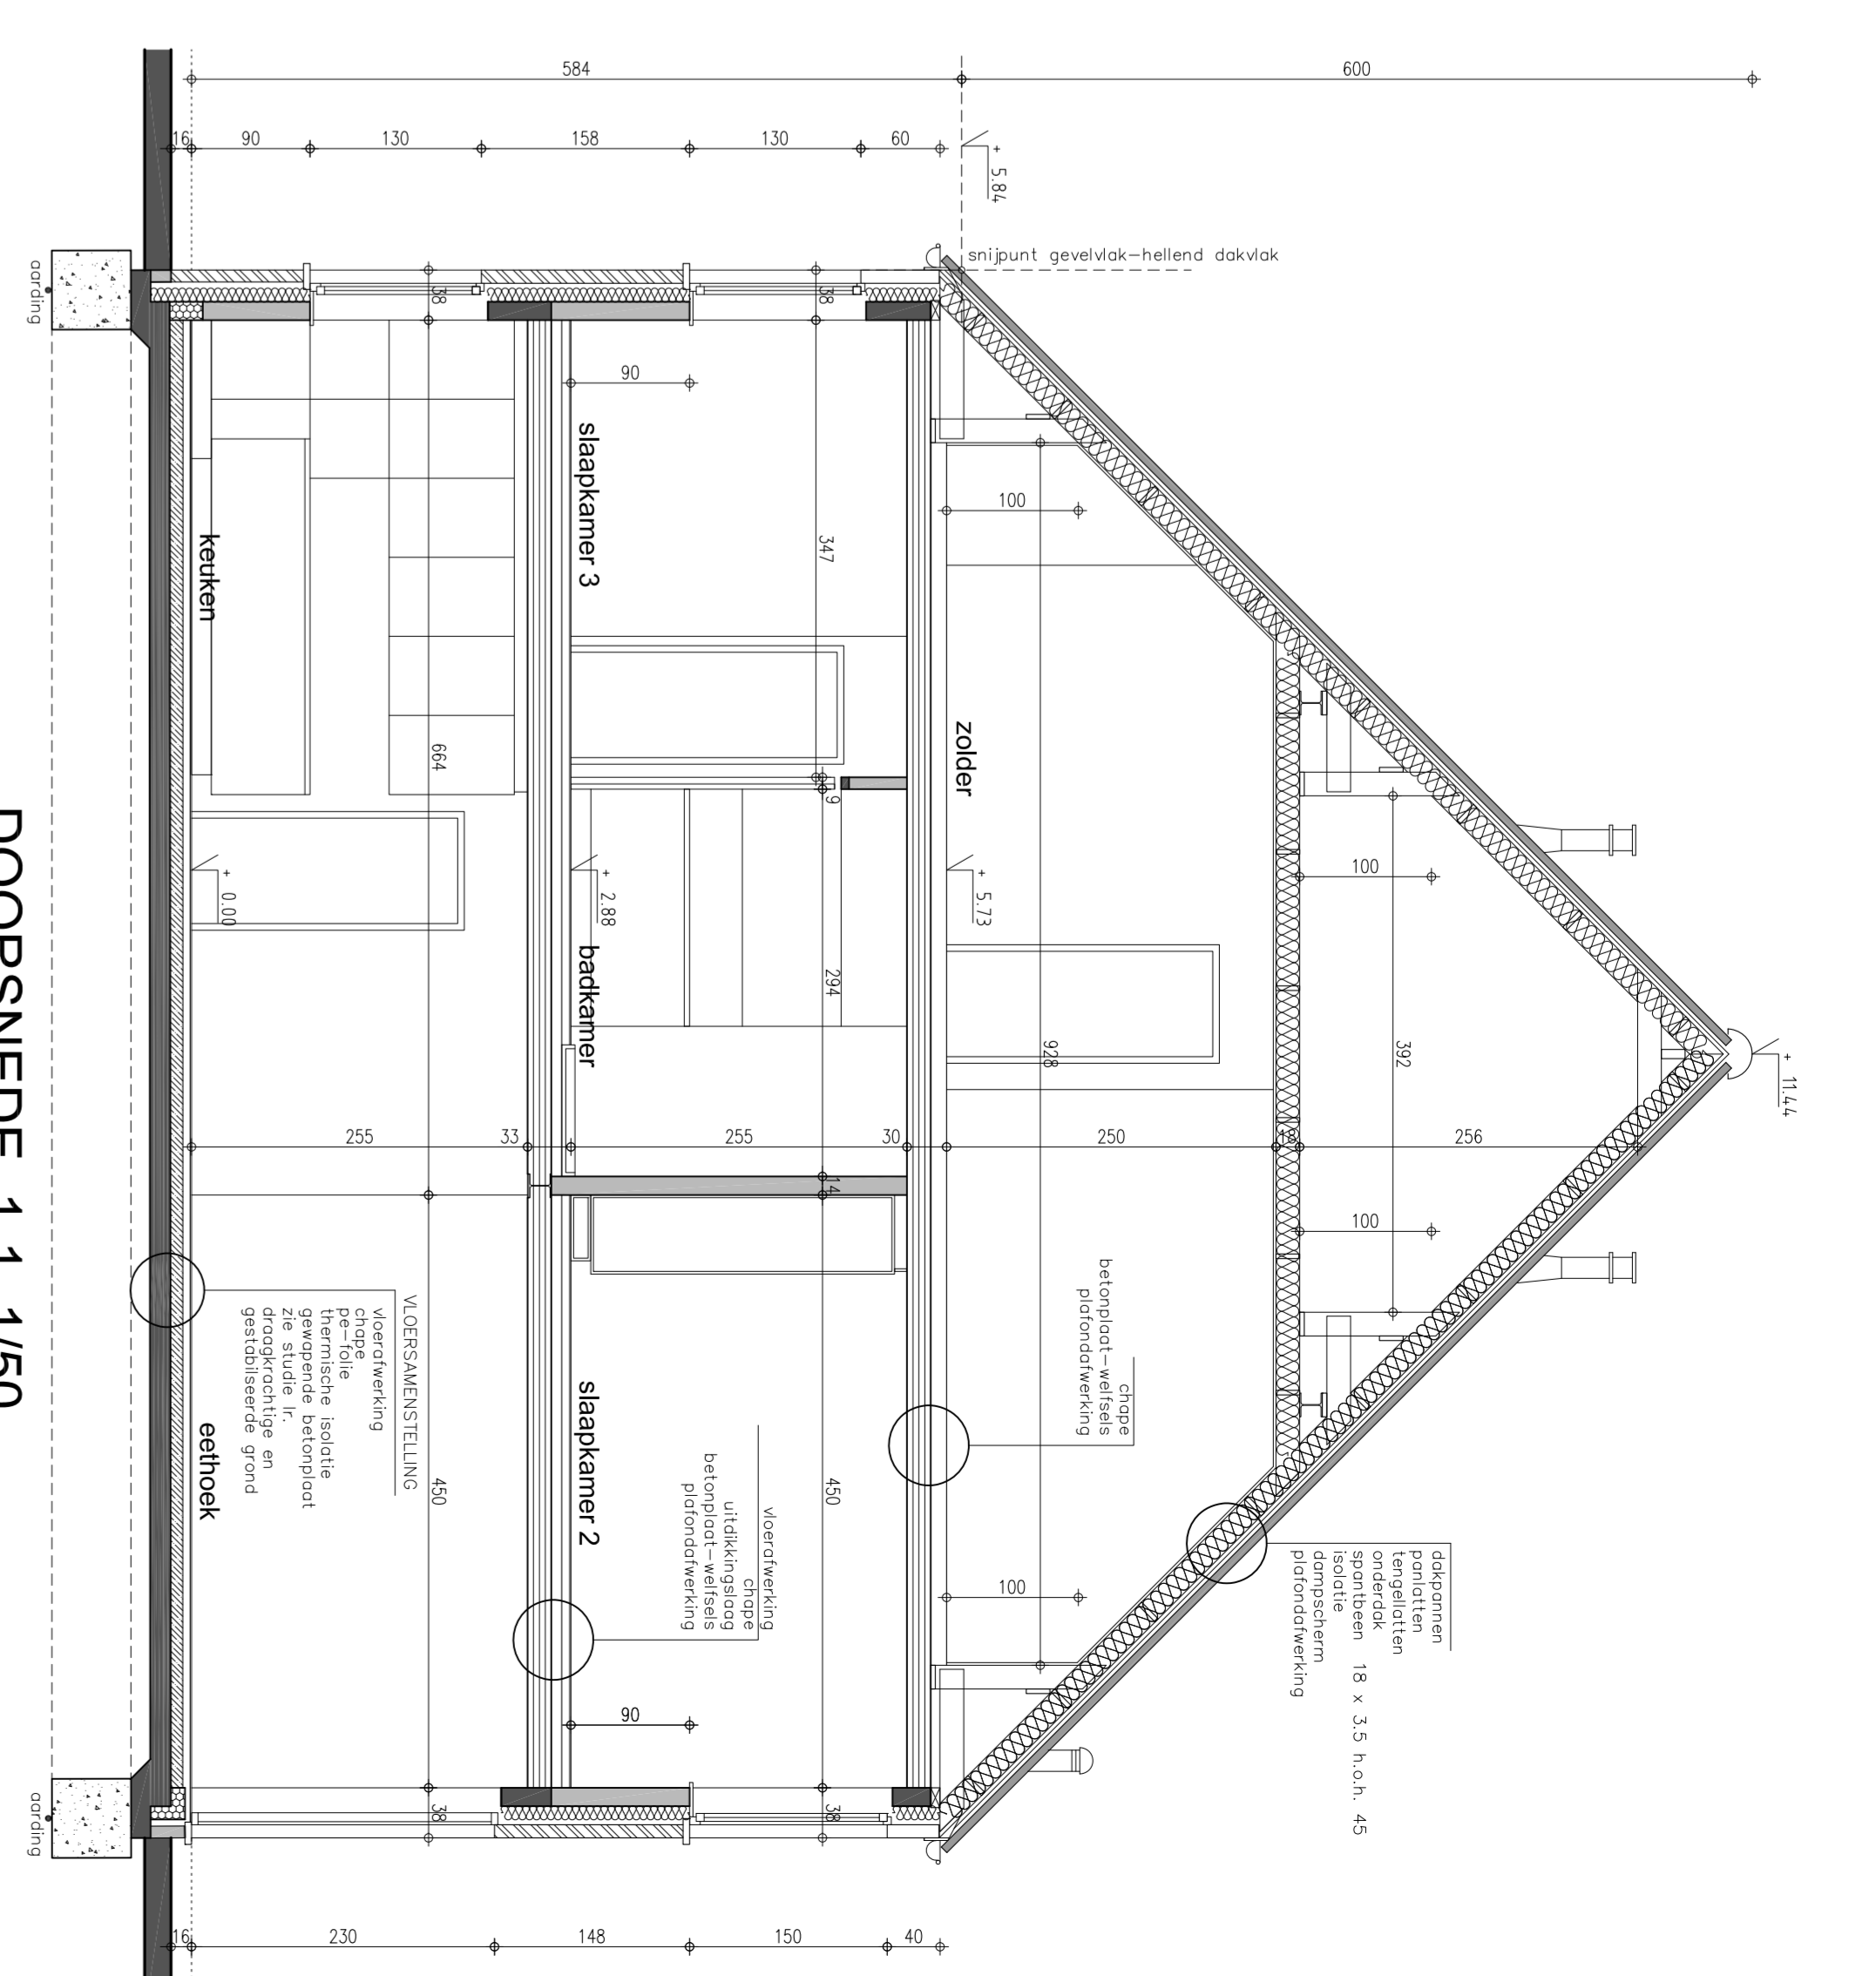 584
600
16
90
130
158
130
60
+ 5.84
snijpunt gevelvlak-hellend dakvlak
aarding
38
38
90
100
slaapkamer 3
347
keuken
664
zolder
9
100
+ 0.00
+ 2.88
+ 5.73
badkamer
294
928
392
+ 11.44
255
33
255
30
250
18
256
14
100
VLOERSAMENSTELLING
vloerafwerking
chape
pe-folie
thermische isolatie
gewapende betonplaat
zie studie Ir.
draagkrachtige en
gestabiliseerde grond
chape
betonplaat-welfsels
plafondafwerking
vloerafwerking
chape
uitdikkingslaag
betonplaat-welfsels
plafondafwerking
dakpannen
panlatten
tengellatten
onderdak
spantbeen 18 x 3.5 h.o.h. 45
isolatie
dampscherm
plafondafwerking
eethoek
450
slaapkamer 2
450
100
90
38
38
aarding
16
230
148
150
40